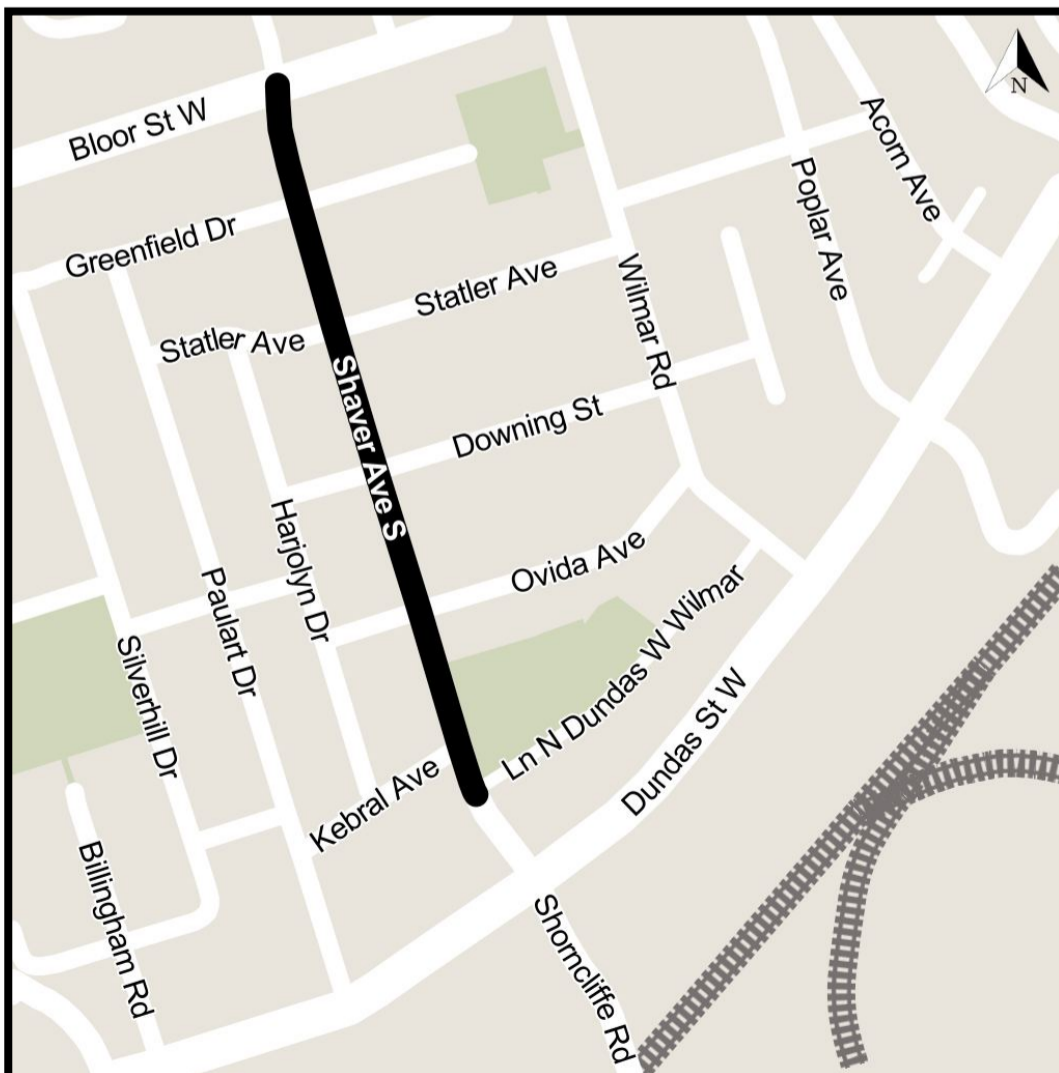 N
Bloor St W
Acorn Ave
Poplar Ave
Greenfield Dr
Statler Ave
Wilmar Rd
Statler Ave
Shaver Ave S
Downing St
Harjolyn Dr
Ovida Ave
Paulart Dr
Ln N Dundas W Wilmar
Silverhill Dr
Dundas St W
Kebral Ave
Billingham Rd
Shorncliffe Rd